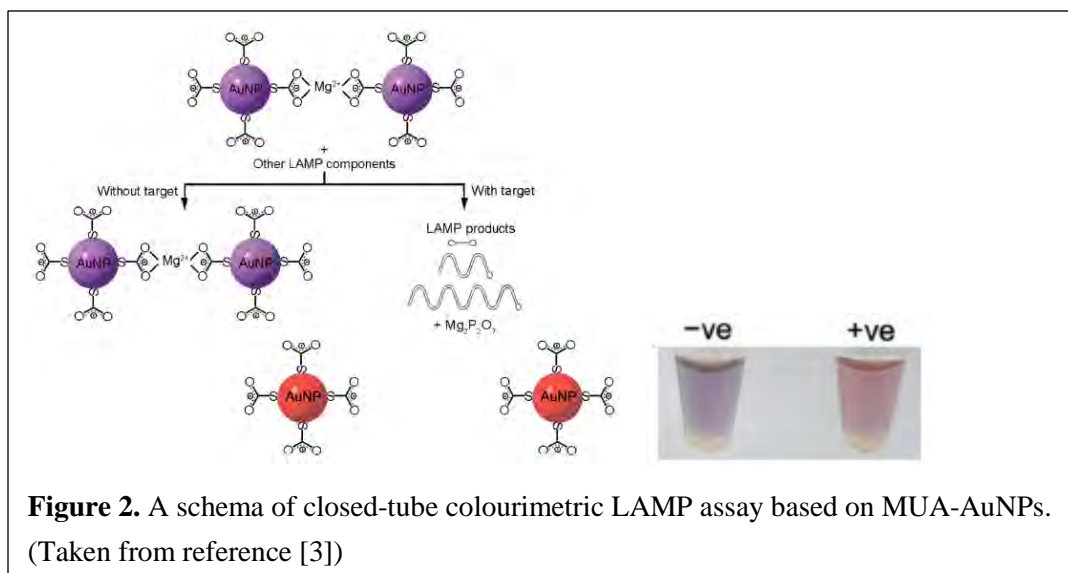 AuNP
Mg²⁺
AuNP
+
Other LAMP components
Without target
With target
AuNP
Mg²⁺
AuNP
LAMP products
+ Mg₂P₂O₇
−ve
+ve
AuNP
AuNP
Figure 2. A schema of closed-tube colourimetric LAMP assay based on MUA-AuNPs.
(Taken from reference [3])